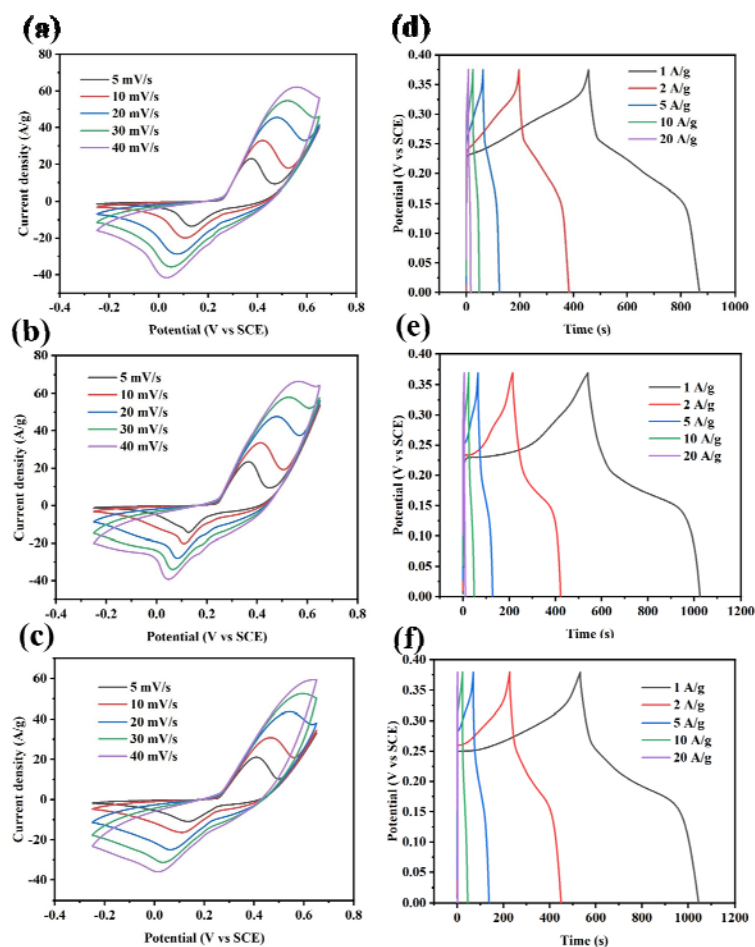 (a)
80
60
40
20
0
-20
-40
-0.4
-0.2
0.0
0.2
0.4
0.6
0.8
Current density (A/g)
Potential (V vs SCE)
5 mV/s
10 mV/s
20 mV/s
30 mV/s
40 mV/s
(d)
0.40
0.35
0.30
0.25
0.20
0.15
0.10
0.05
0.00
0
200
400
600
800
1000
Potential (V vs SCE)
Time (s)
1 A/g
2 A/g
5 A/g
10 A/g
20 A/g
(b)
80
60
40
20
0
-20
-40
-0.4
-0.2
0.0
0.2
0.4
0.6
0.8
Current density (A/g)
Potential (V vs SCE)
5 mV/s
10 mV/s
20 mV/s
30 mV/s
40 mV/s
(e)
0.40
0.35
0.30
0.25
0.20
0.15
0.10
0.05
0.00
0
200
400
600
800
1000
1200
Potential (V vs SCE)
Time (s)
1 A/g
2 A/g
5 A/g
10 A/g
20 A/g
(c)
80
60
40
20
0
-20
-40
-0.4
-0.2
0.0
0.2
0.4
0.6
0.8
Current density (A/g)
Potential (V vs SCE)
5 mV/s
10 mV/s
20 mV/s
30 mV/s
40 mV/s
(f)
0.40
0.35
0.30
0.25
0.20
0.15
0.10
0.05
0.00
0
200
400
600
800
1000
Potential (V vs SCE)
Time (s)
1 A/g
2 A/g
5 A/g
10 A/g
20 A/g